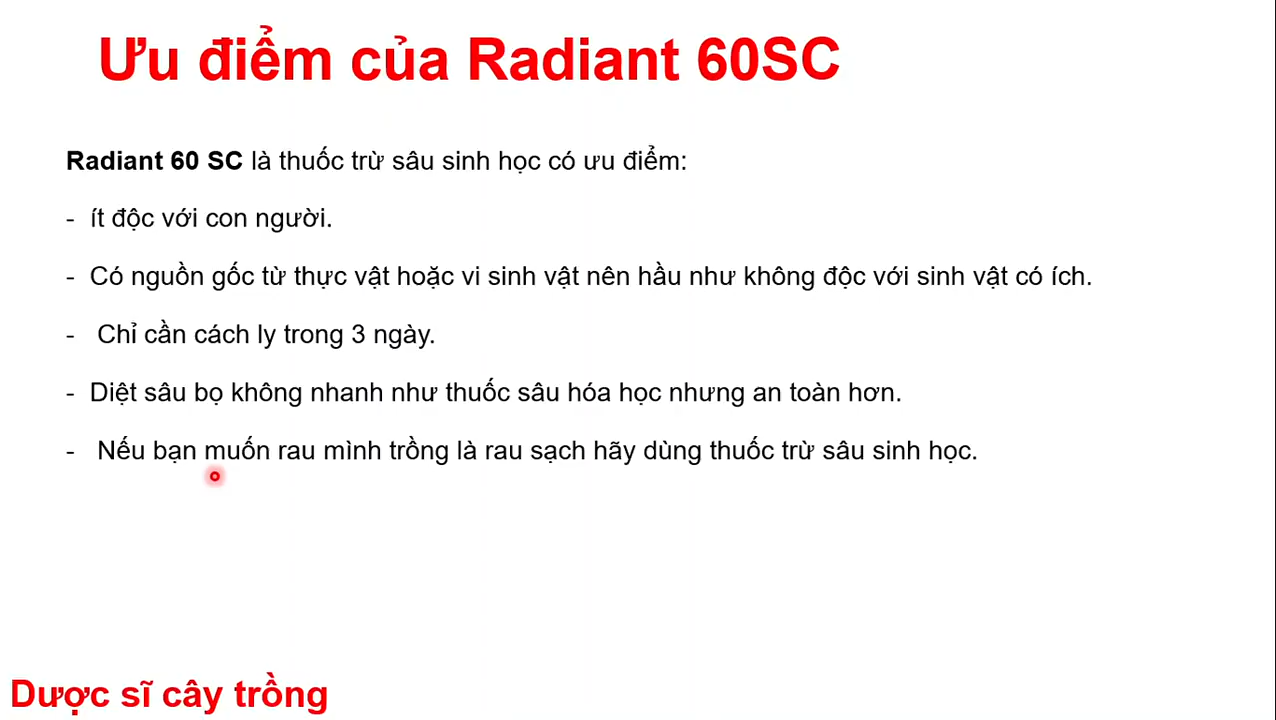 Ưu điểm của Radiant 60SC
Radiant 60 SC là thuốc trừ sâu sinh học có ưu điểm:
- ít độc với con người.
- Có nguồn gốc từ thực vật hoặc vi sinh vật nên hầu như không độc với sinh vật có ích.
- Chỉ cần cách ly trong 3 ngày.
- Diệt sâu bọ không nhanh như thuốc sâu hóa học nhưng an toàn hơn.
- Nếu bạn muốn rau mình trồng là rau sạch hãy dùng thuốc trừ sâu sinh học.
Dược sĩ cây trồng